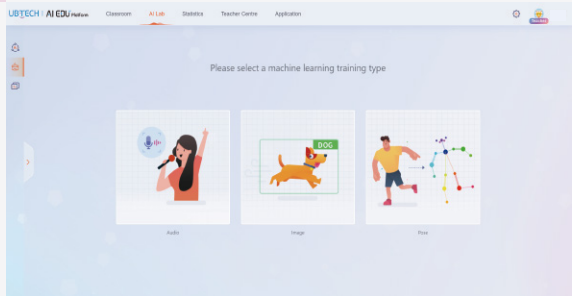 UBTECH | AI EDU Platform
Classroom
AI Lab
Statistics
Teacher Centre
Application
Please select a machine learning training type
DOG
Audio
Image
Pose